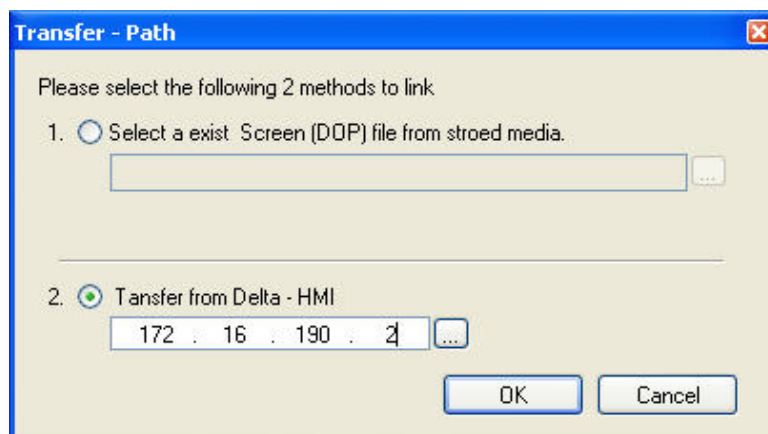 Transfer - Path
Please select the following 2 methods to link
1. Select a exist Screen (DOP) file from stroed media.
...
2. Tansfer from Delta - HMI
172 . 16 . 190 . 2 ...
OK Cancel